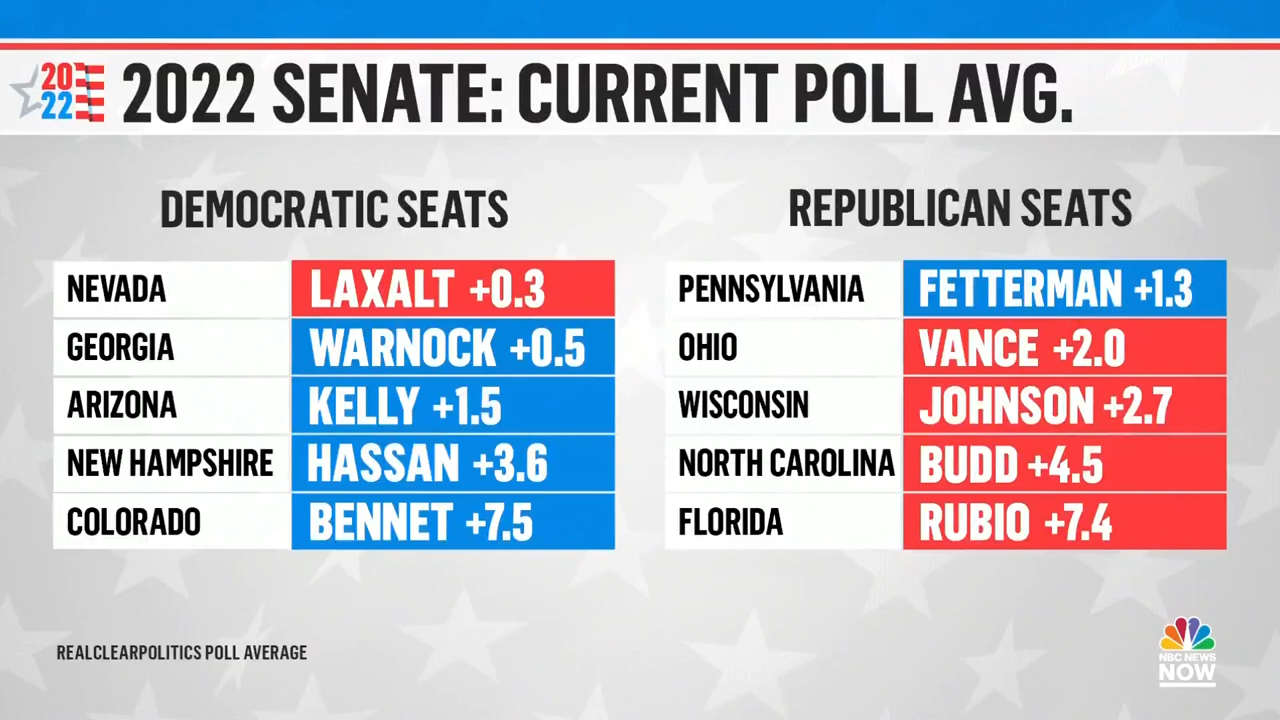 20
22
2022 SENATE: CURRENT POLL AVG.
DEMOCRATIC SEATS
NEVADA LAXALT +0.3
GEORGIA WARNOCK +0.5
ARIZONA KELLY +1.5
NEW HAMPSHIRE HASSAN +3.6
COLORADO BENNET +7.5
REPUBLICAN SEATS
PENNSYLVANIA FETTERMAN +1.3
OHIO VANCE +2.0
WISCONSIN JOHNSON +2.7
NORTH CAROLINA BUDD +4.5
FLORIDA RUBIO +7.4
REALCLEARPOLITICS POLL AVERAGE
NBC NEWS
NOW